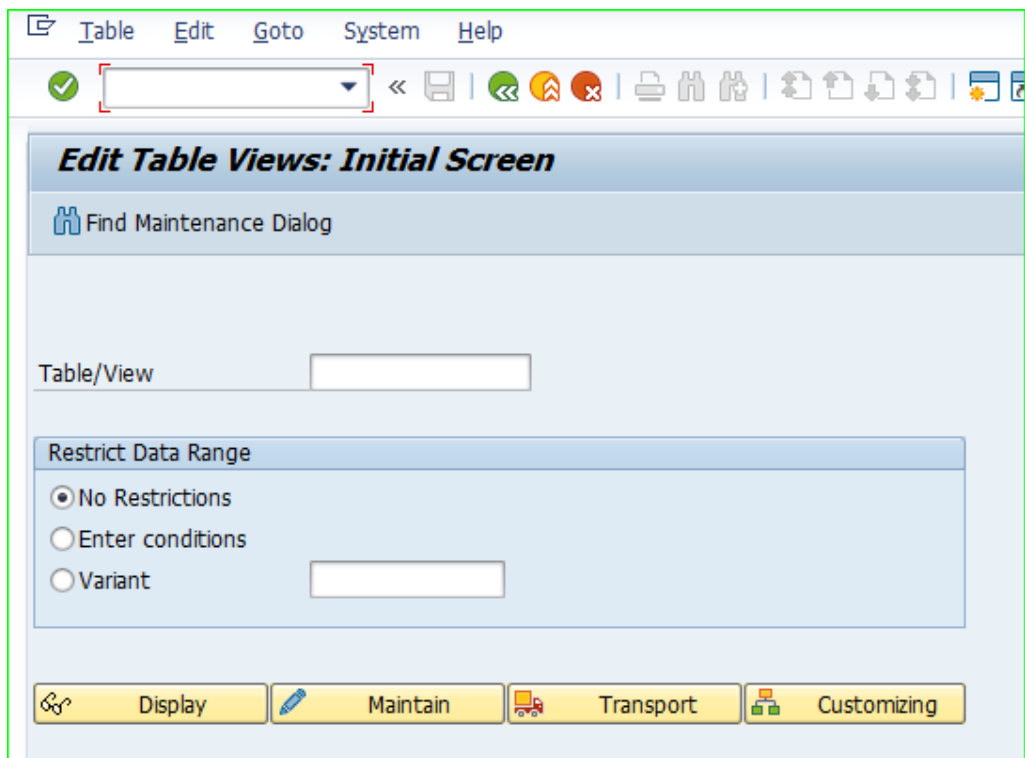 Table Edit Goto System Help
Edit Table Views: Initial Screen
Find Maintenance Dialog
Table/View
Restrict Data Range
No Restrictions
Enter conditions
Variant
Display Maintain Transport Customizing